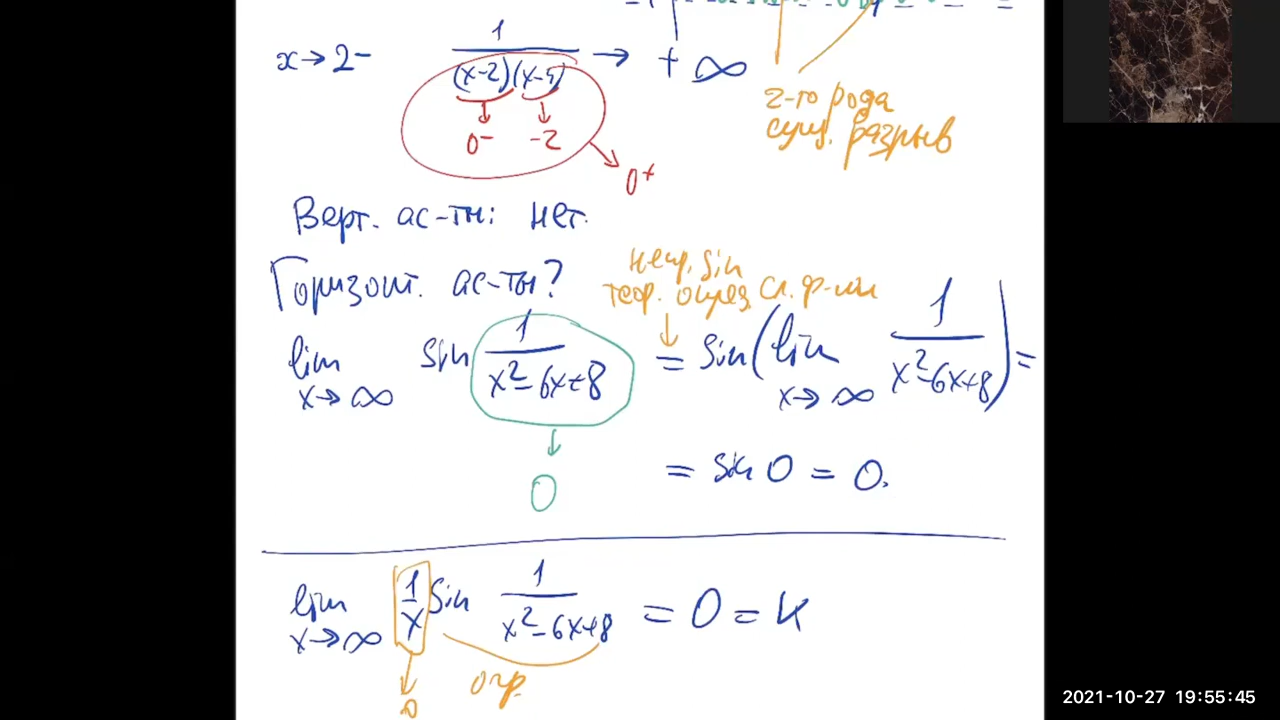 x→2− 1/((x-2)(x-4)) → +∞
0− -2
0+
2-го рода
сущ. разрыв
Верт. ас-ты: нет.
Горизонт. ас-ты?
непр. sin
теор. о пред. сл. ф-ии
lim x→∞ sin 1/(x²-6x+8) = sin(lim x→∞ 1/(x²-6x+8)) =
0
= sin 0 = 0.
lim x→∞ 1/x sin 1/(x²-6x+8) = 0 = k
0 огр.
2021-10-27 19:55:45